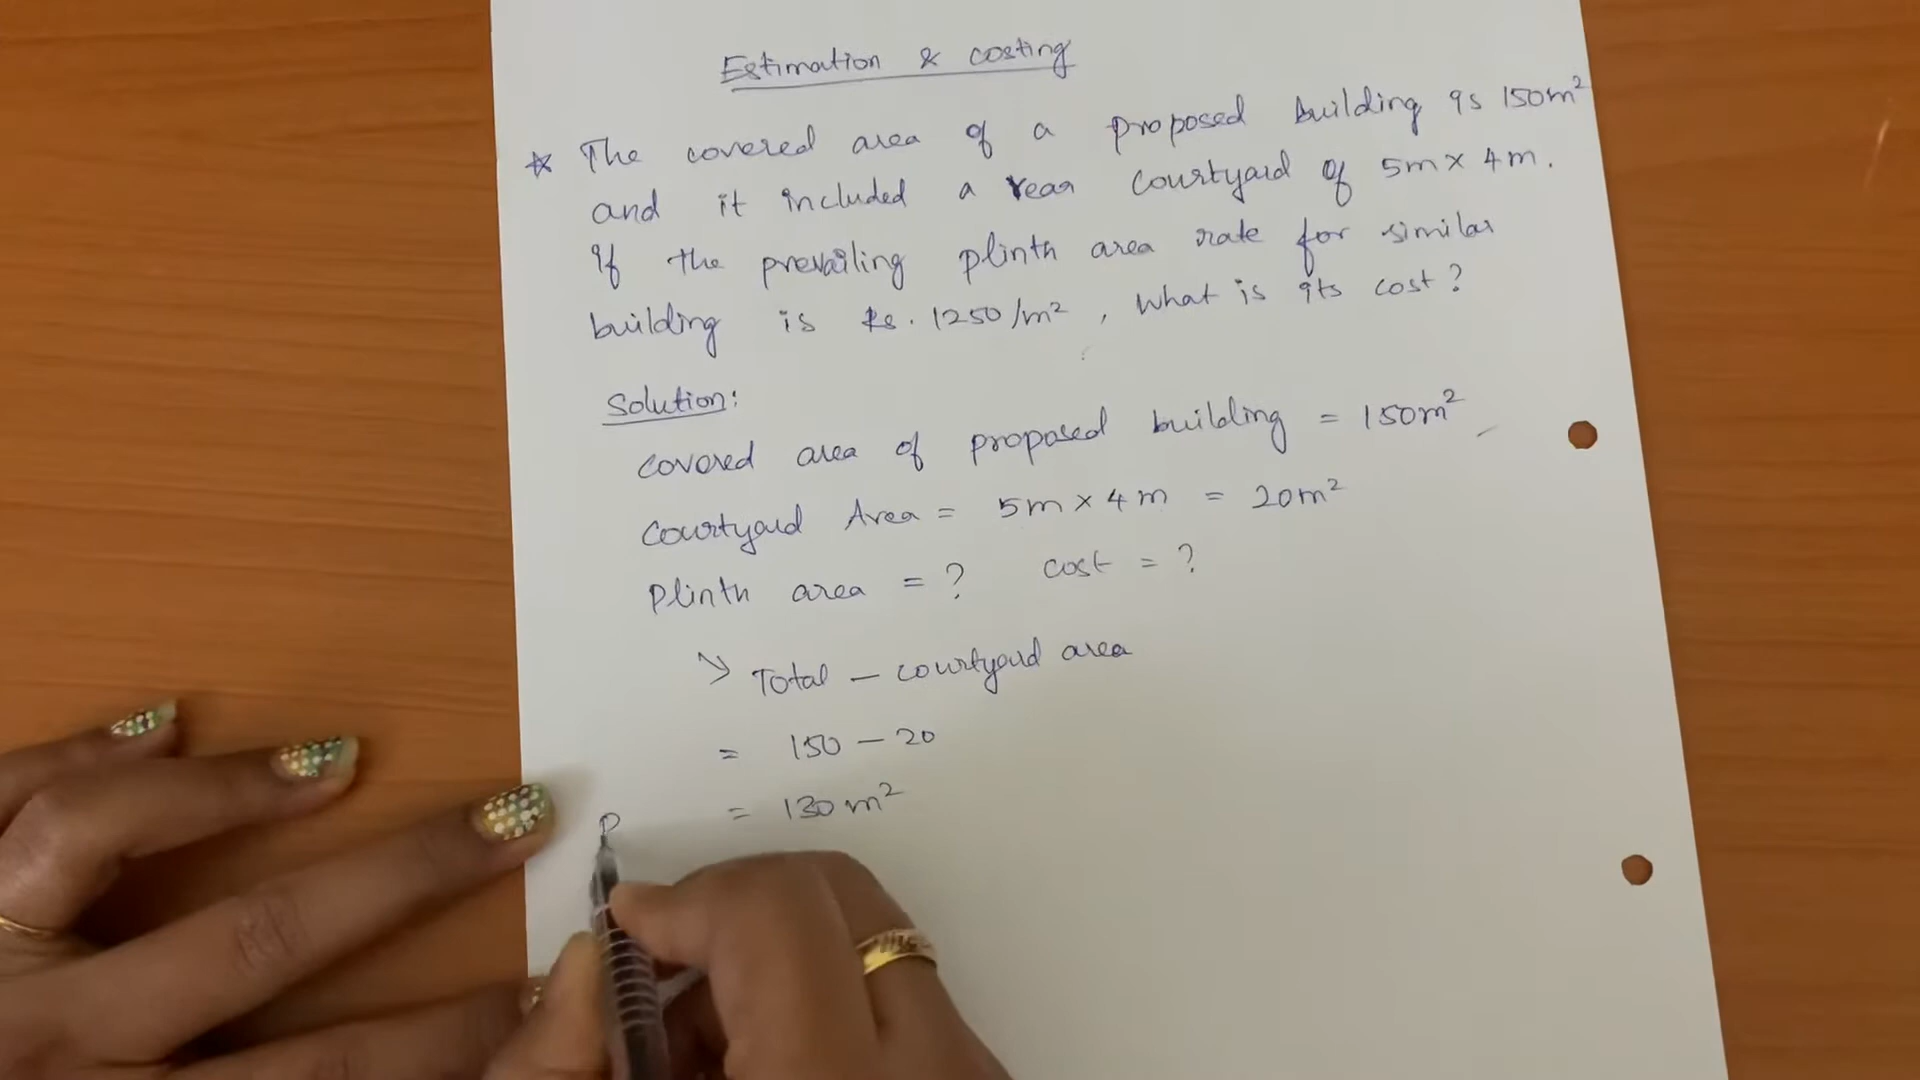 Estimation & costing
* The covered area of a proposed building is 150m²
and it included a rear courtyard of 5m x 4m.
If the prevailing plinth area rate for similar
building is Rs. 1250/m², what is its cost?
Solution:
covered area of proposed building = 150m²
Courtyard Area = 5m x 4m = 20m²
Plinth area = ? cost = ?
Total - courtyard area
= 150 - 20
= 130m²
P